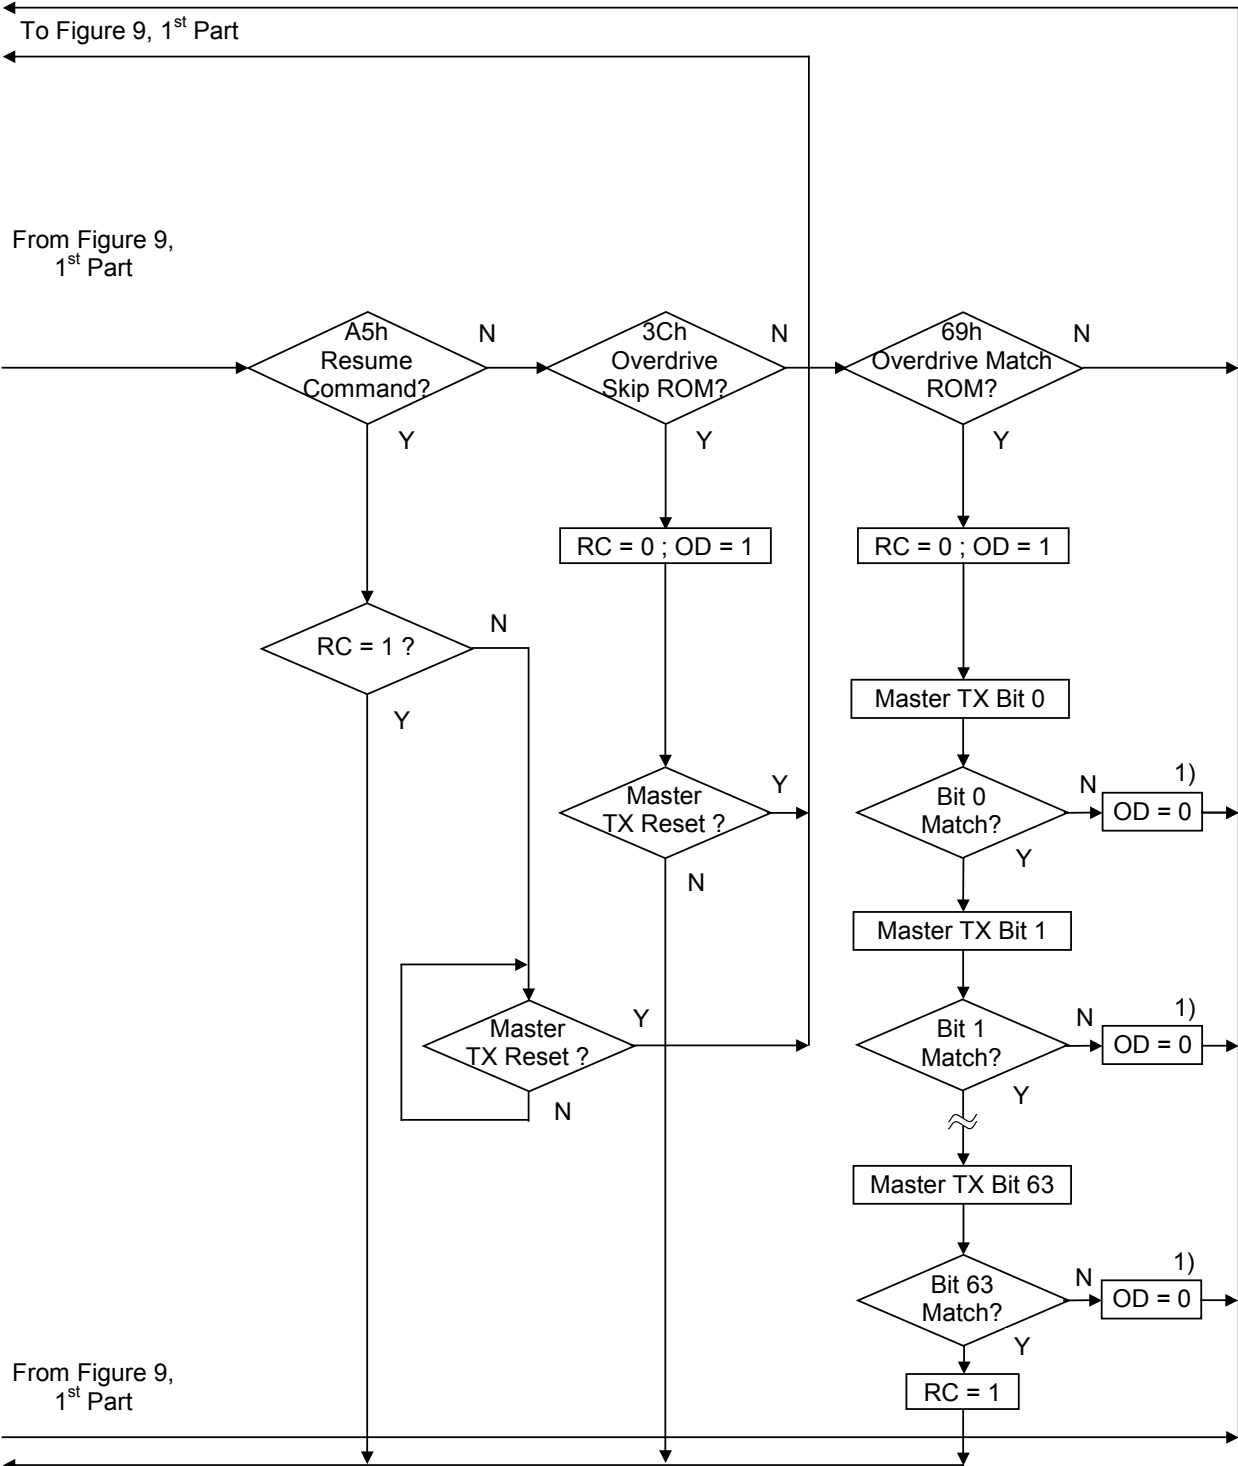 To Figure 9, 1st Part
From Figure 9,
1st Part
A5h
Resume
Command?
N
Y
3Ch
Overdrive
Skip ROM?
N
Y
69h
Overdrive Match
ROM?
N
Y
RC = 0 ; OD = 1
RC = 0 ; OD = 1
RC = 1 ?
N
Y
Master TX Bit 0
Master
TX Reset ?
Y
N
Bit 0
Match?
N
Y
1)
OD = 0
Master TX Bit 1
Master
TX Reset ?
Y
N
Bit 1
Match?
N
Y
1)
OD = 0
Master TX Bit 63
Bit 63
Match?
N
Y
1)
OD = 0
From Figure 9,
1st Part
RC = 1